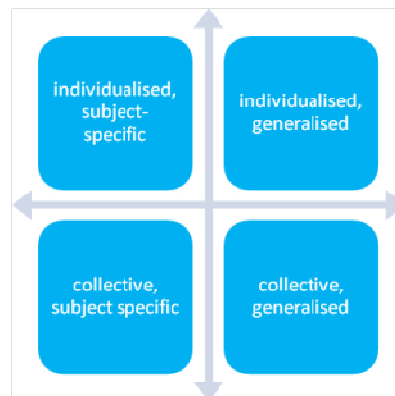 individualised,
subject-
specific
individualised,
generalised
collective,
subject specific
collective,
generalised